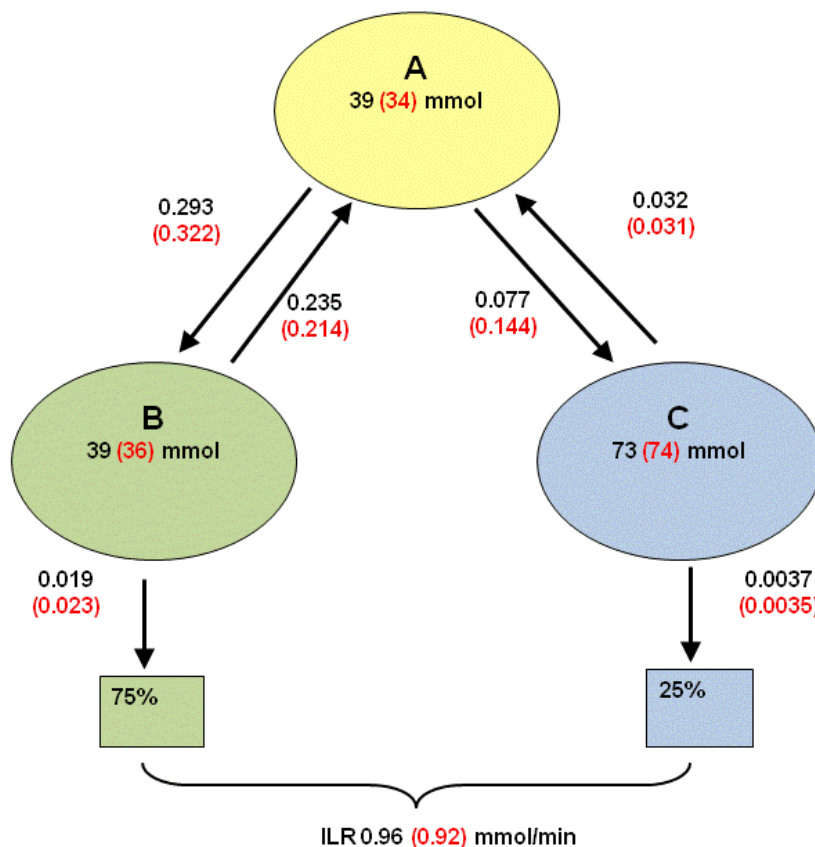 A
39 (34) mmol
0.293
(0.322)
0.235
(0.214)
0.077
(0.144)
0.032
(0.031)
B
39 (36) mmol
C
73 (74) mmol
0.019
(0.023)
0.0037
(0.0035)
75%
25%
ILR 0.96 (0.92) mmol/min